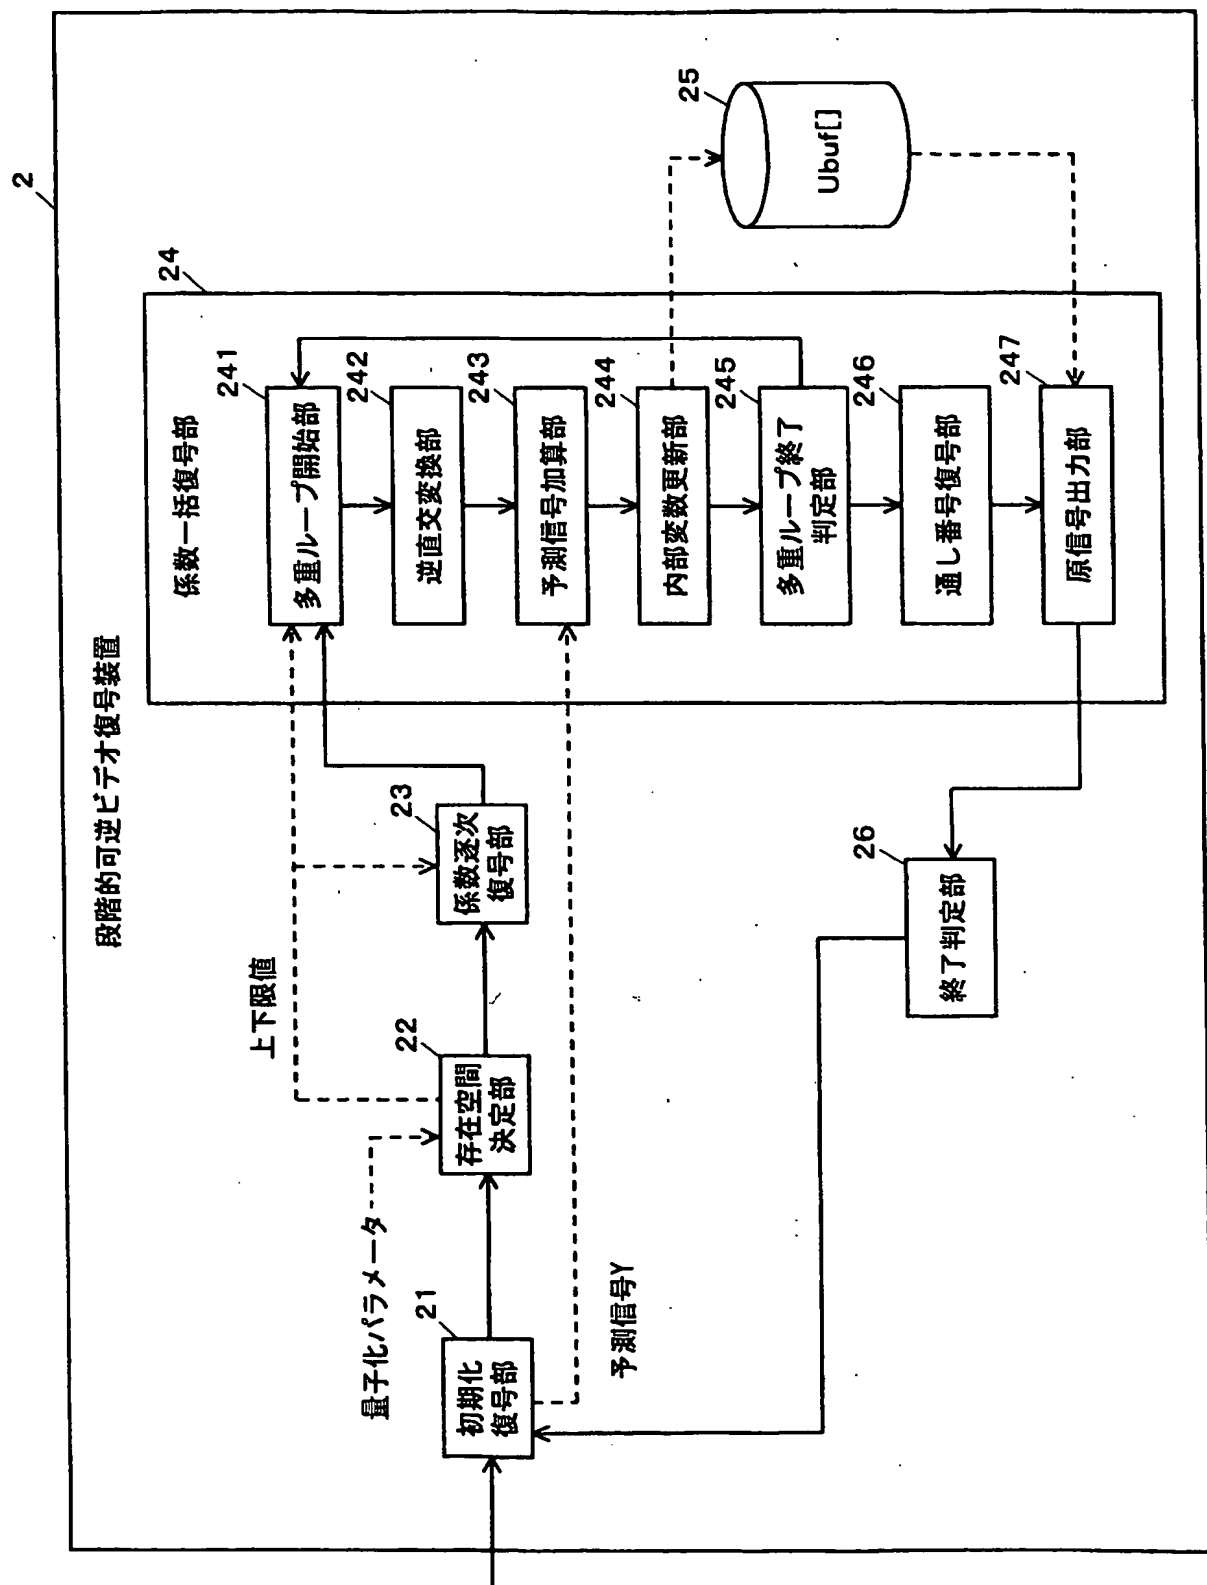 2
段階的可逆ビデオ復号装置
24
係数一括復号部
241
多重ループ開始部
242
逆直交変換部
243
予測信号加算部
244
内部変数更新部
245
多重ループ終了
判定部
246
通し番号復号部
247
原信号出力部
25
Ubuf[]
上下限値
23
係数逐次
復号部
22
存在空間
決定部
量子化パラメータ
21
初期化
復号部
予測信号Y
26
終了判定部